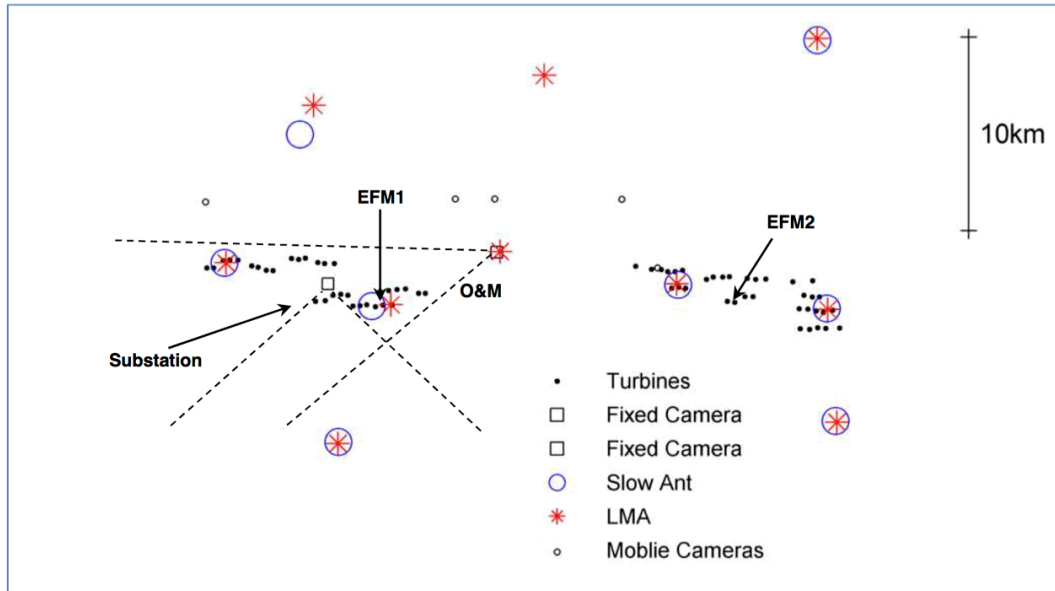 10km
EFM1
EFM2
O&M
Substation
Turbines
Fixed Camera
Fixed Camera
Slow Ant
LMA
Moblie Cameras